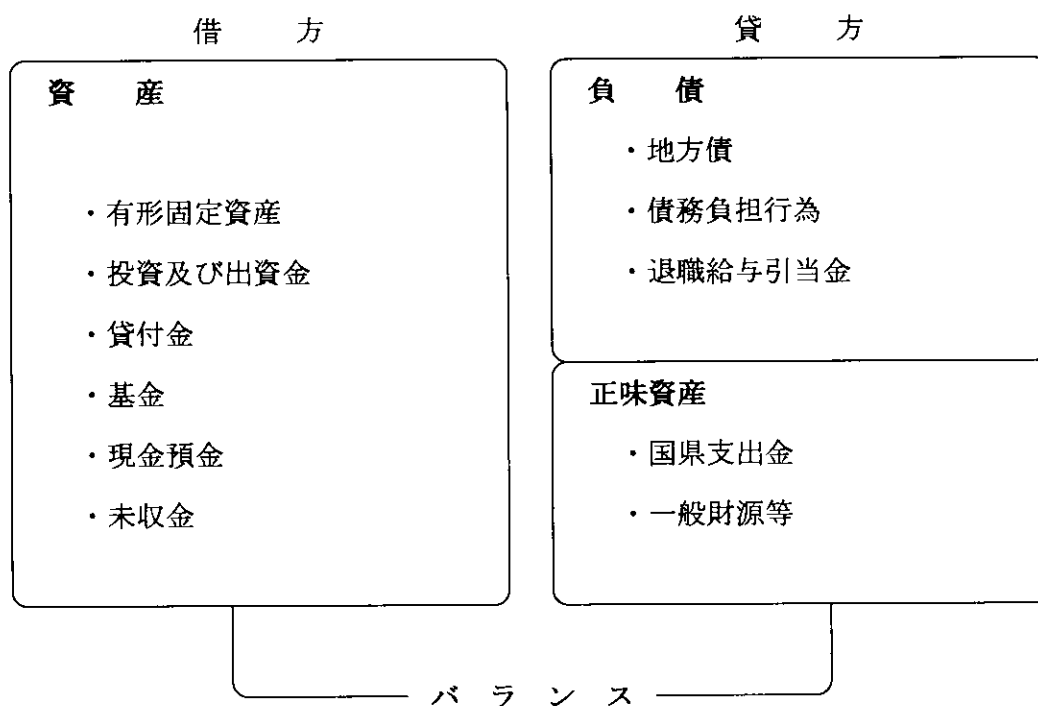 借方
資産
・有形固定資産
・投資及び出資金
・貸付金
・基金
・現金預金
・未収金
貸方
負債
・地方債
・債務負担行為
・退職給与引当金
正味資産
・国県支出金
・一般財源等
バランス